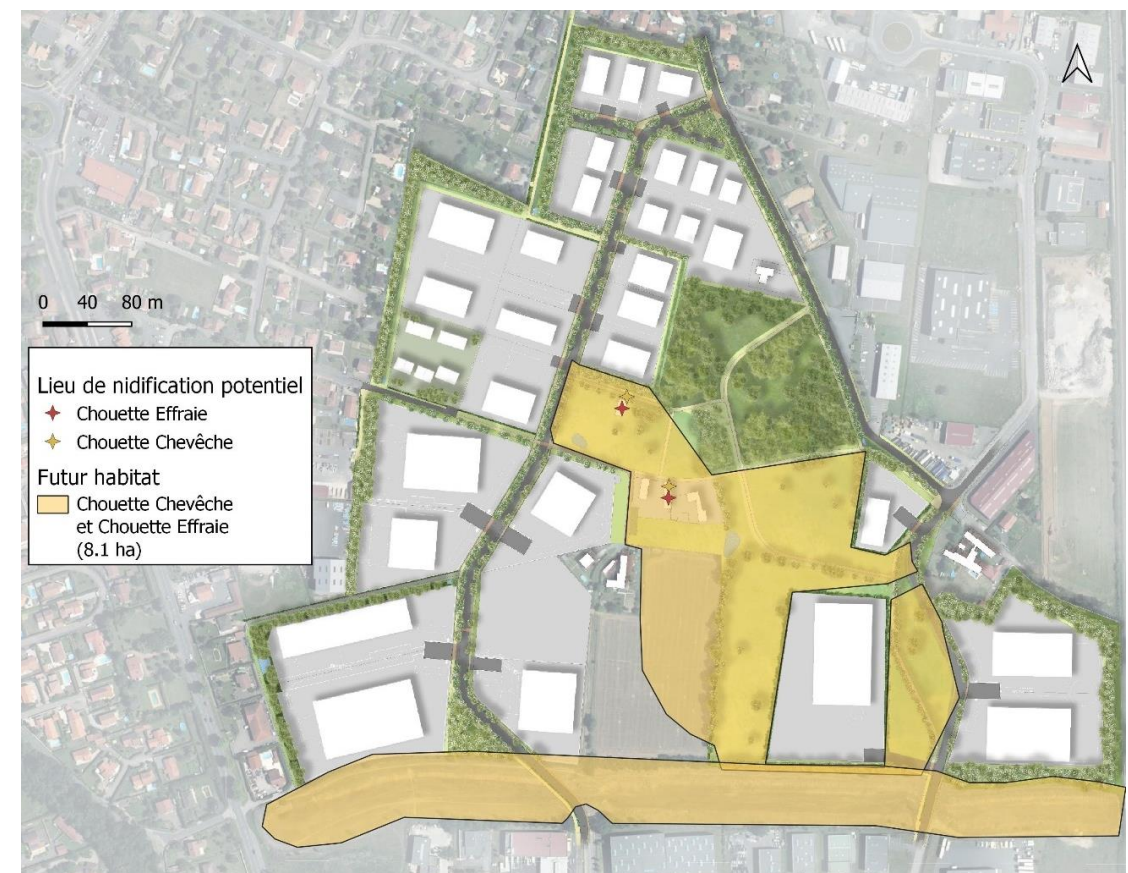 0 40 80 m
Lieu de nidification potentiel
Chouette Effraie
Chouette Chevêche
Futur habitat
Chouette Chevêche
et Chouette Effraie
(8.1 ha)